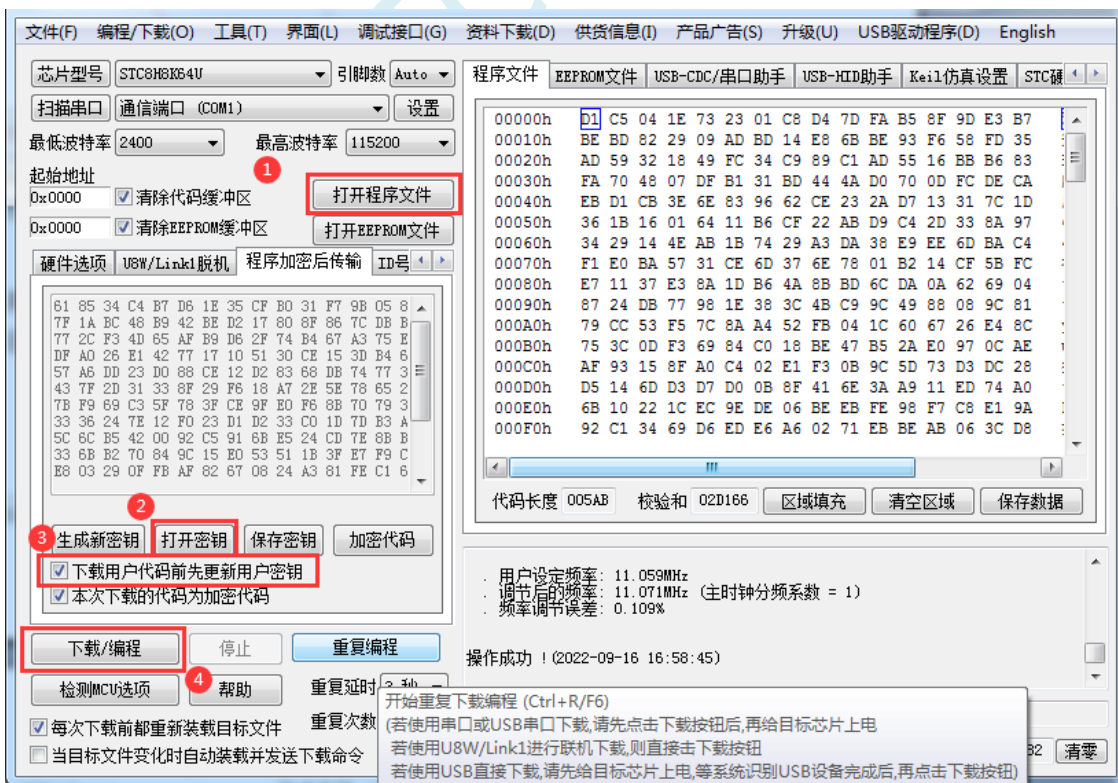 文件(F) 编程/下载(O) 工具(T) 界面(L) 调试接口(G) 资料下载(D) 供货信息(I) 产品广告(S) 升级(U) USB驱动程序(D) English
芯片型号 STC8H8K64U 引脚数 Auto
扫描串口 通信端口 (COM1) 设置
最低波特率 2400 最高波特率 115200
1
起始地址
0x0000 清除代码缓冲区 打开程序文件
0x0000 清除EEPROM缓冲区 打开EEPROM文件
硬件选项 U8W/Link1脱机 程序加密后传输 ID号
61 85 34 C4 B7 D6 1E 35 CF B0 31 F7 9B 05 8
7F 1A BC 48 B9 42 BE D2 17 80 8F 86 7C DB B
77 2C F3 4D 65 AF B9 D6 2F 74 B4 67 A3 75 E
DF A0 26 E1 42 77 17 10 51 30 CE 15 3D B4 6
57 A6 DD 23 D0 88 CE 12 D2 83 68 DB 74 77 3
43 7F 2D 31 33 8F 29 F6 18 A7 2E 5E 78 65 2
7B F9 69 C3 5F 78 3F CE 9F E0 F6 8B 70 79 3
33 36 24 7E 12 F0 23 D1 D2 33 C0 1D 7D B3 A
5C 6C B5 42 00 92 C5 91 6B E5 24 CD 7E 8B B
33 6B B2 70 84 9C 15 E0 53 51 1B 3F E7 F9 C
E8 03 29 0F FB AF 82 67 08 24 A3 81 FE C1 6
2
3 生成新密钥 打开密钥 保存密钥 加密代码
下载用户代码前先更新用户密钥
本次下载的代码为加密代码
下载/编程 停止 重复编程
4
检测MCU选项 帮助 重复延时 3 秒
每次下载前都重新装载目标文件 重复次数
当目标文件变化时自动装载并发送下载命令
程序文件 EEPROM文件 USB-CDC/串口助手 USB-HID助手 Keil仿真设置 STC硬
00000h D1 C5 04 1E 73 23 01 C8 D4 7D FA B5 8F 9D E3 B7
00010h BE BD 82 29 09 AD BD 14 E8 6B BE 93 F6 58 FD 35
00020h AD 59 32 18 49 FC 34 C9 89 C1 AD 55 16 BB B6 83
00030h FA 70 48 07 DF B1 31 BD 44 4A D0 70 0D FC DE CA
00040h EB D1 CB 3E 6E 83 96 62 CE 23 2A D7 13 31 7C 1D
00050h 36 1B 16 01 64 11 B6 CF 22 AB D9 C4 2D 33 8A 97
00060h 34 29 14 4E AB 1B 74 29 A3 DA 38 E9 EE 6D BA C4
00070h F1 E0 BA 57 31 CE 6D 37 6E 78 01 B2 14 CF 5B FC
00080h E7 11 37 E3 8A 1D B6 4A 8B BD 6C DA 0A 62 69 04
00090h 87 24 DB 77 98 1E 38 3C 4B C9 9C 49 88 08 9C 81
000A0h 79 CC 53 F5 7C 8A A4 52 FB 04 1C 60 67 26 E4 8C
000B0h 75 3C 0D F3 69 84 C0 18 BE 47 B5 2A E0 97 0C AE
000C0h AF 93 15 8F A0 C4 02 E1 F3 0B 9C 5D 73 D3 DC 28
000D0h D5 14 6D D3 D7 D0 0B 8F 41 6E 3A A9 11 ED 74 A0
000E0h 6B 10 22 1C EC 9E DE 06 BE EB FE 98 F7 C8 E1 9A
000F0h 92 C1 34 69 D6 ED E6 A6 02 71 EB BE AB 06 3C D8
代码长度 005AB 校验和 02D166 区域填充 清空区域 保存数据
. 用户设定频率: 11.059MHz
. 调节后的频率: 11.071MHz (主时钟分频系数 = 1)
. 频率调节误差: 0.109%
操作成功 !(2022-09-16 16:58:45)
开始重复下载编程 (Ctrl+R/F6)
(若使用串口或USB串口下载,请先点击下载按钮后,再给目标芯片上电
若使用U8W/Link1进行联机下载,则直接击下载按钮
若使用USB直接下载,请先给目标芯片上电,等系统识别USB设备完成后,再点击下载按钮)
32 清零